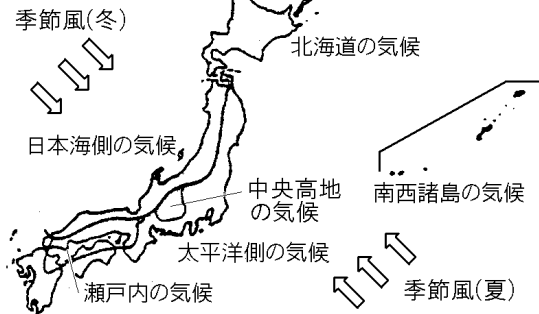 季節風(冬)
北海道の気候
日本海側の気候
中央高地
の気候
南西諸島の気候
太平洋側の気候
瀬戸内の気候
季節風(夏)